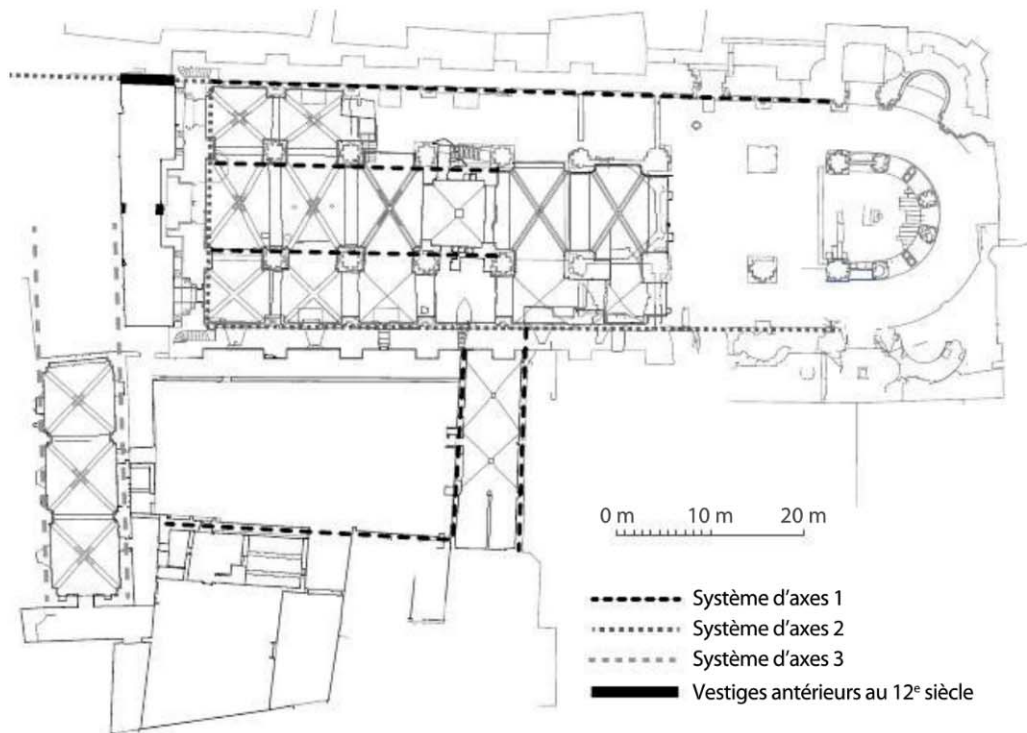 0 m 10 m 20 m
Système d'axes 1
Système d'axes 2
Système d'axes 3
Vestiges antérieurs au 12e siècle